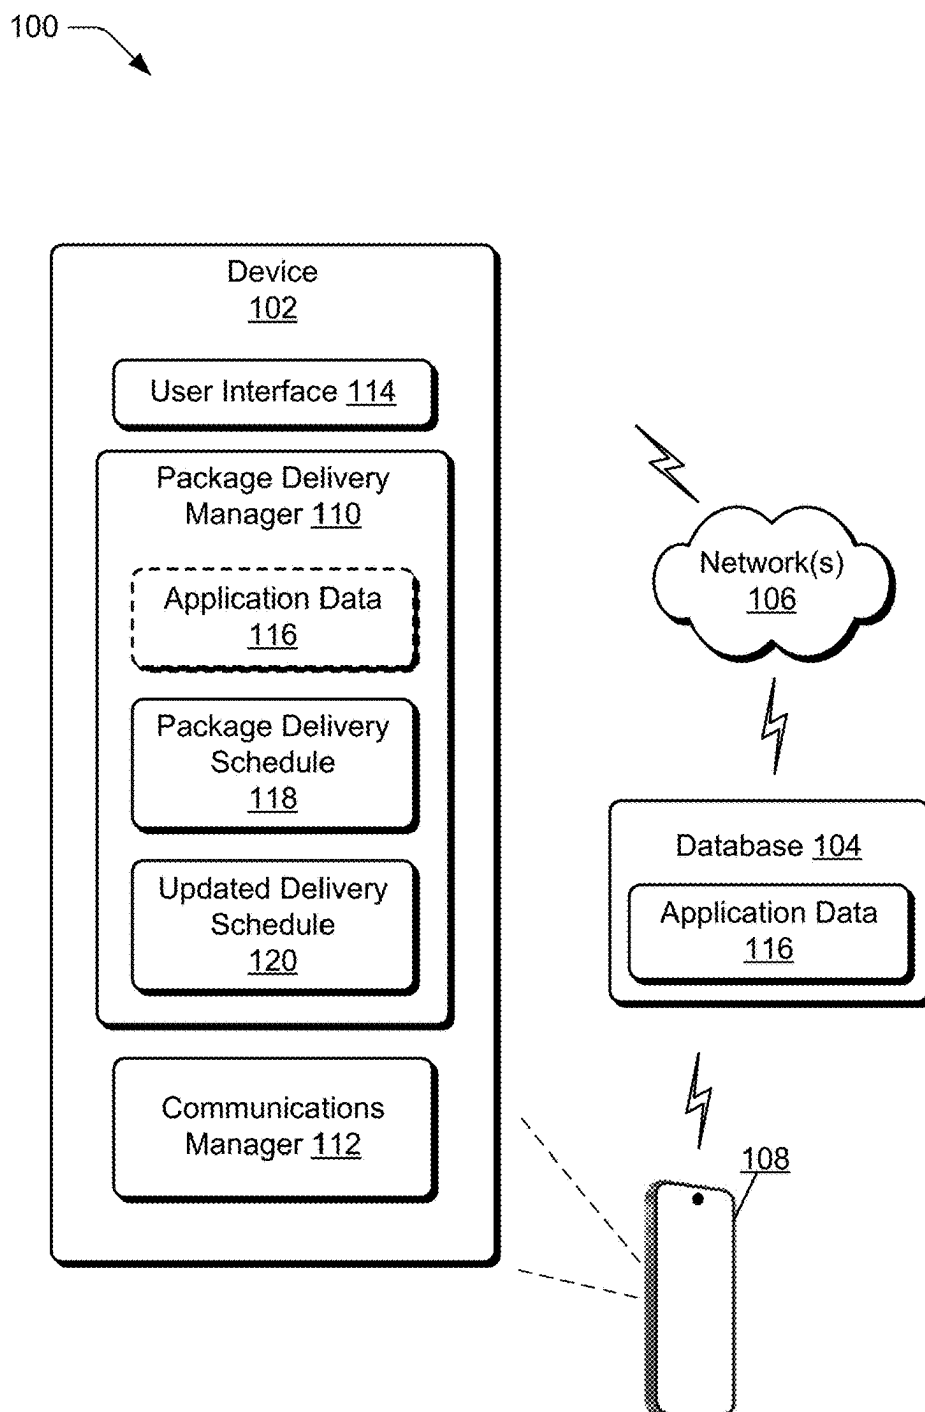 100
Device
102
User Interface 114
Package Delivery
Manager 110
Application Data
116
Package Delivery
Schedule
118
Updated Delivery
Schedule
120
Communications
Manager 112
Network(s)
106
Database 104
Application Data
116
108